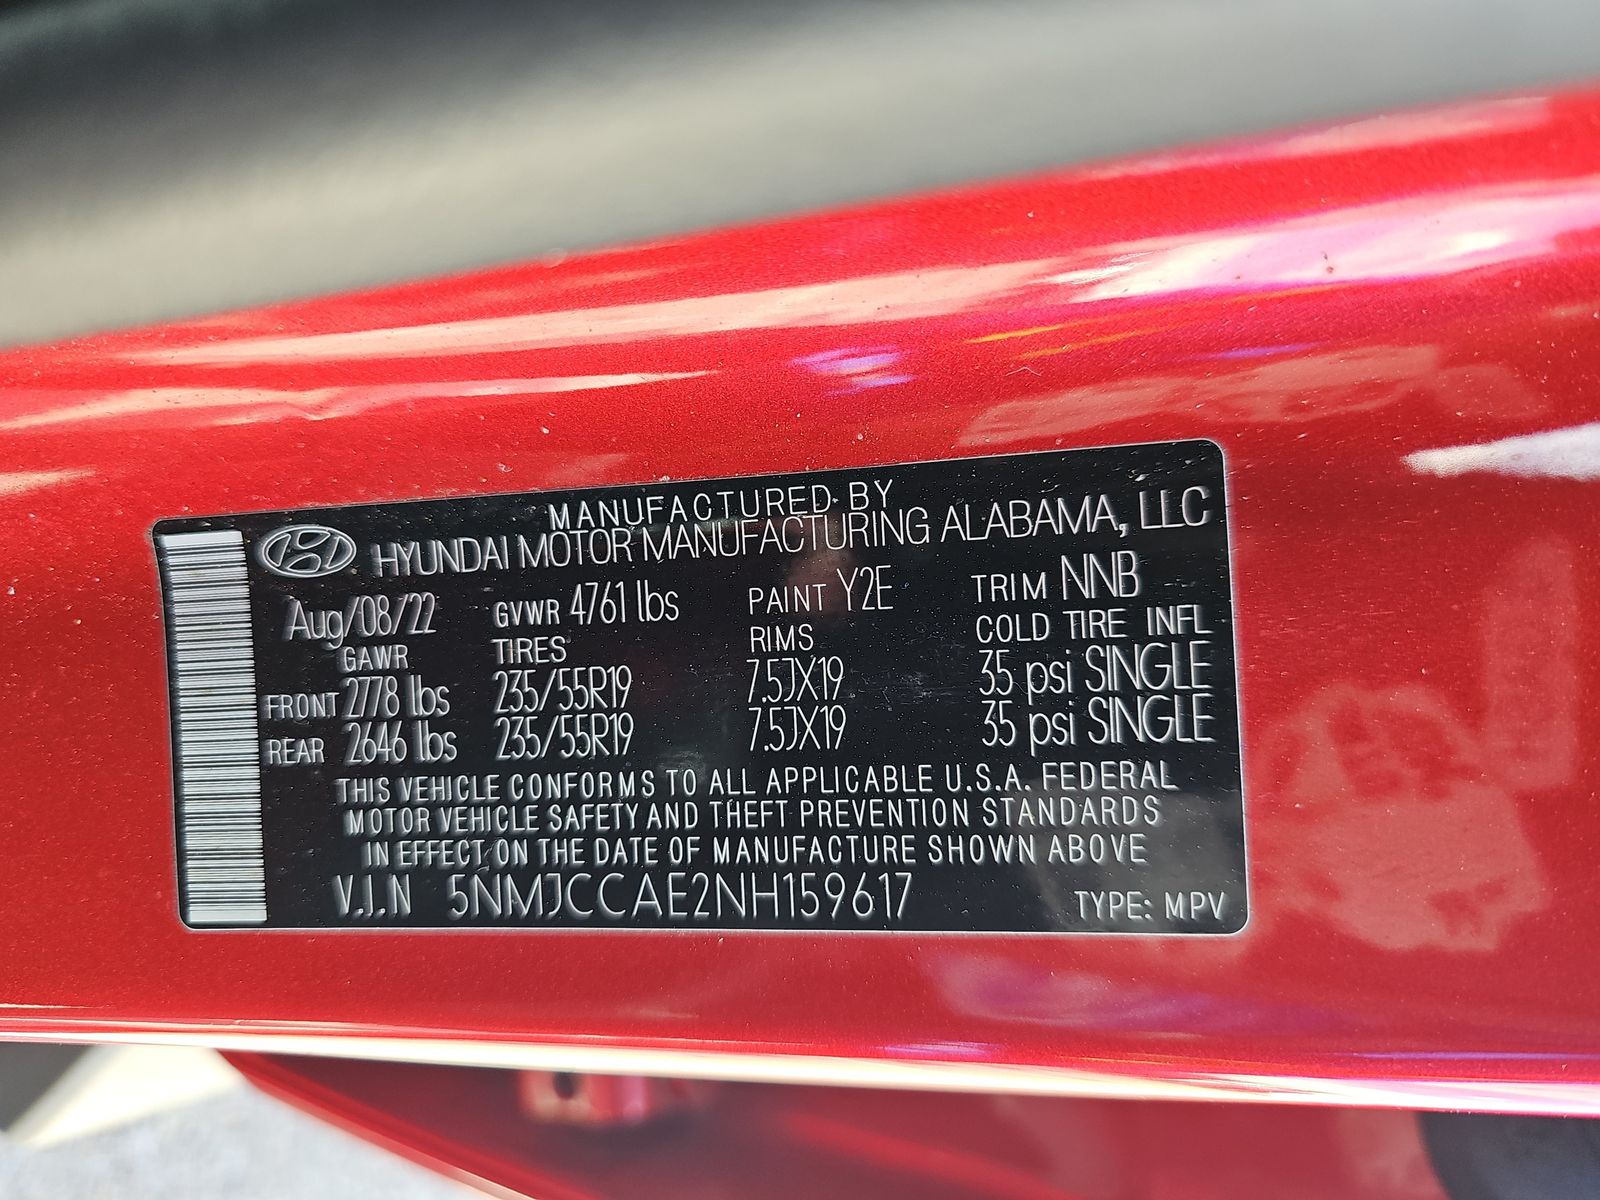 MANUFACTURED BY
HYUNDAI MOTOR MANUFACTURING ALABAMA, LLC
Aug/08/22 GVWR 4761 lbs PAINT Y2E TRIM NNB
GAWR TIRES RIMS COLD TIRE INFL
FRONT 2778 lbs 235/55R19 7.5JX19 35 psi SINGLE
REAR 2646 lbs 235/55R19 7.5JX19 35 psi SINGLE
THIS VEHICLE CONFORMS TO ALL APPLICABLE U.S.A. FEDERAL
MOTOR VEHICLE SAFETY AND THEFT PREVENTION STANDARDS
IN EFFECT ON THE DATE OF MANUFACTURE SHOWN ABOVE
V.I.N 5NMJCCAE2NH159617 TYPE: MPV